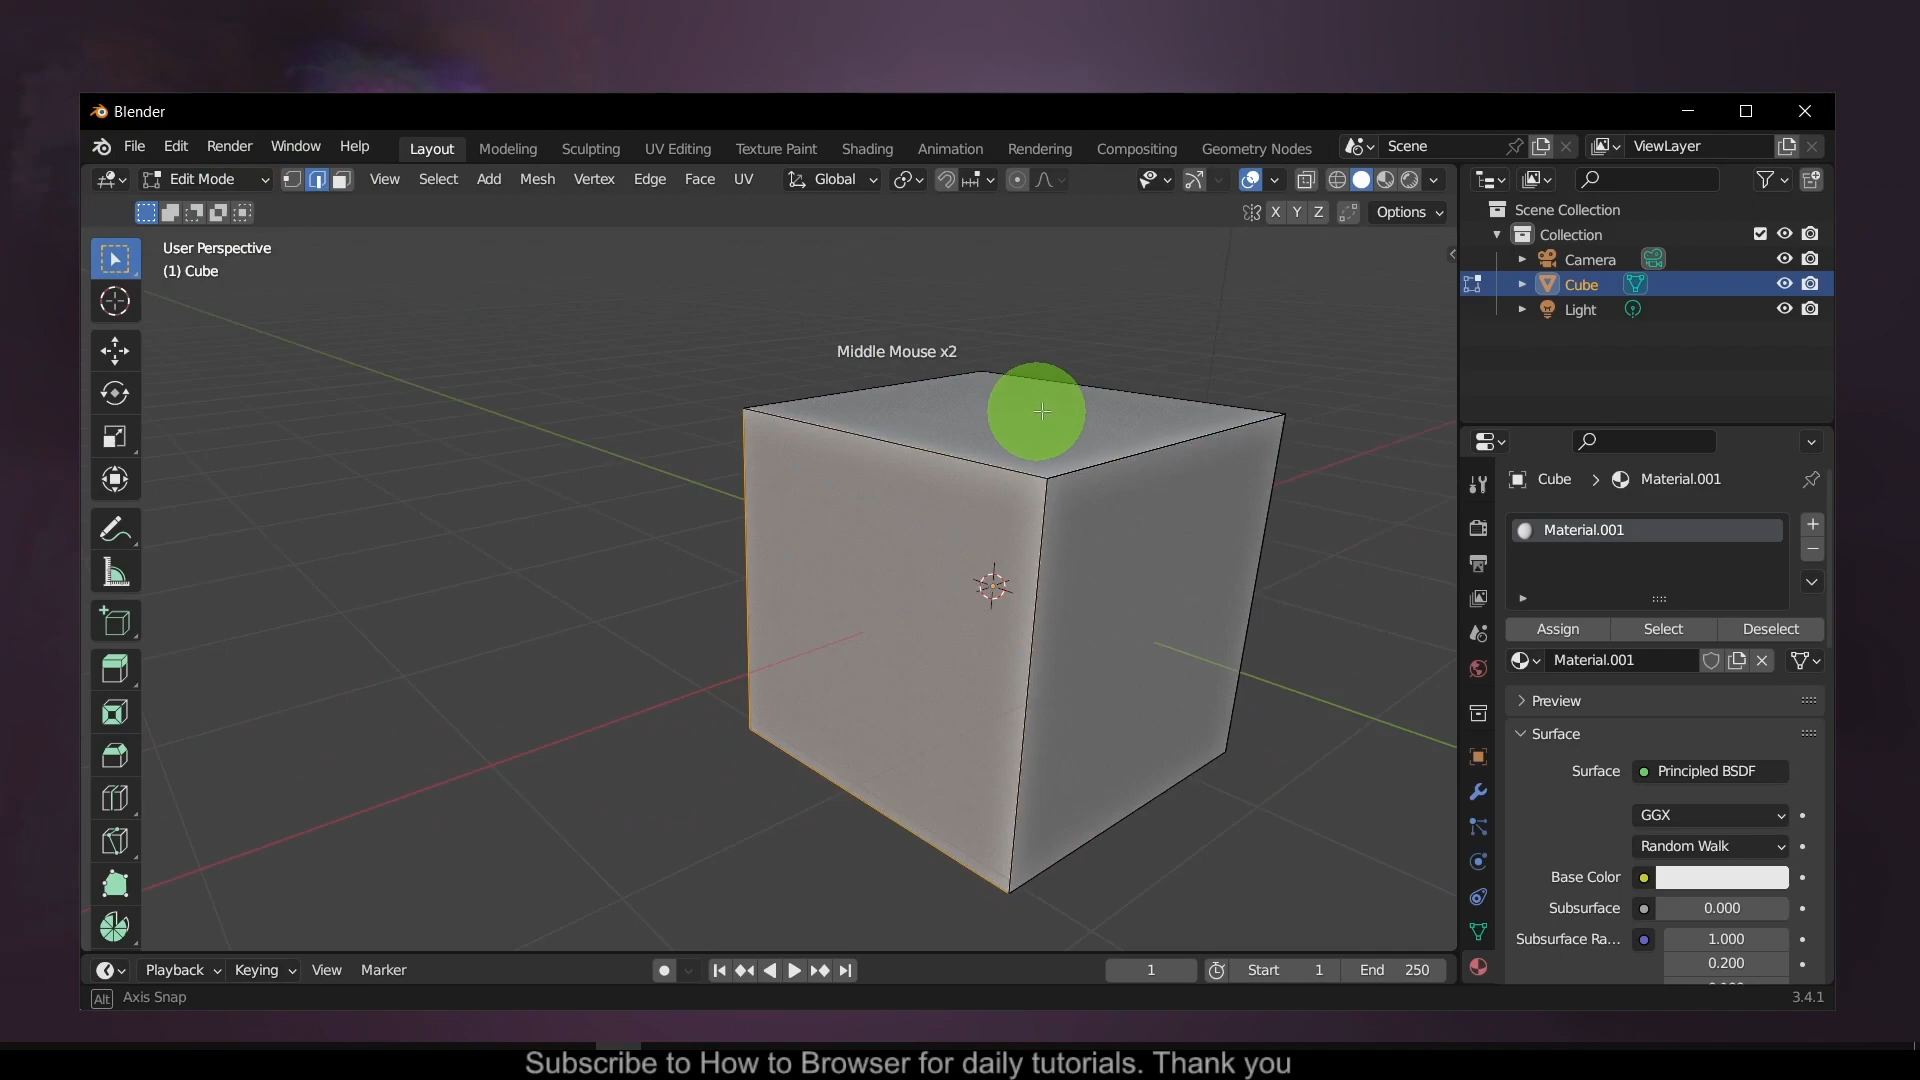 Blender
File Edit Render Window Help Layout Modeling Sculpting UV Editing Texture Paint Shading Animation Rendering Compositing Geometry Nodes Scene ViewLayer
Edit Mode View Select Add Mesh Vertex Edge Face UV Global
X Y Z Options
User Perspective
(1) Cube
Middle Mouse x2
Scene Collection
Collection
Camera
Cube
Light
Cube > Material.001
Material.001
Assign Select Deselect
Material.001
Preview
Surface
Surface Principled BSDF
GGX
Random Walk
Base Color
Subsurface 0.000
Subsurface Ra... 1.000
0.200
Playback Keying View Marker 1 Start 1 End 250
Alt Axis Snap 3.4.1
Subscribe to How to Browser for daily tutorials. Thank you